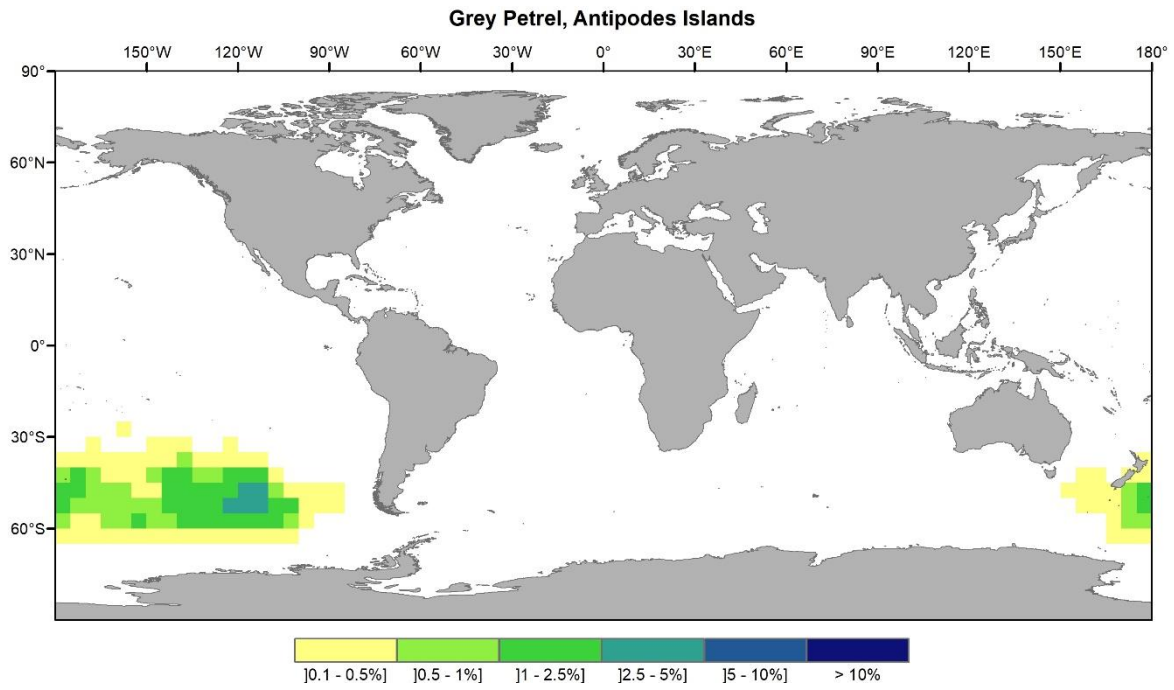 Grey Petrel, Antipodes Islands
150°W 120°W 90°W 60°W 30°W 0° 30°E 60°E 90°E 120°E 150°E 180°
90°
60°N
30°N
0°
30°S
60°S
]0.1 - 0.5%] ]0.5 - 1%] ]1 - 2.5%] ]2.5 - 5%] ]5 - 10%] > 10%